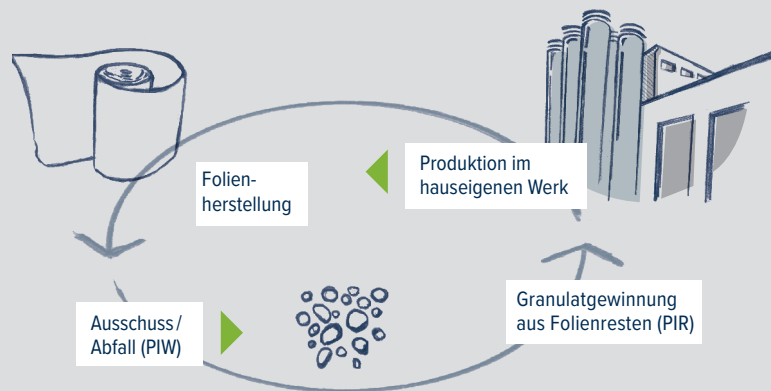 Folien-
herstellung
Produktion im
hauseigenen Werk
Ausschuss / 
Abfall (PIW)
Granulatgewinnung
aus Folienresten (PIR)